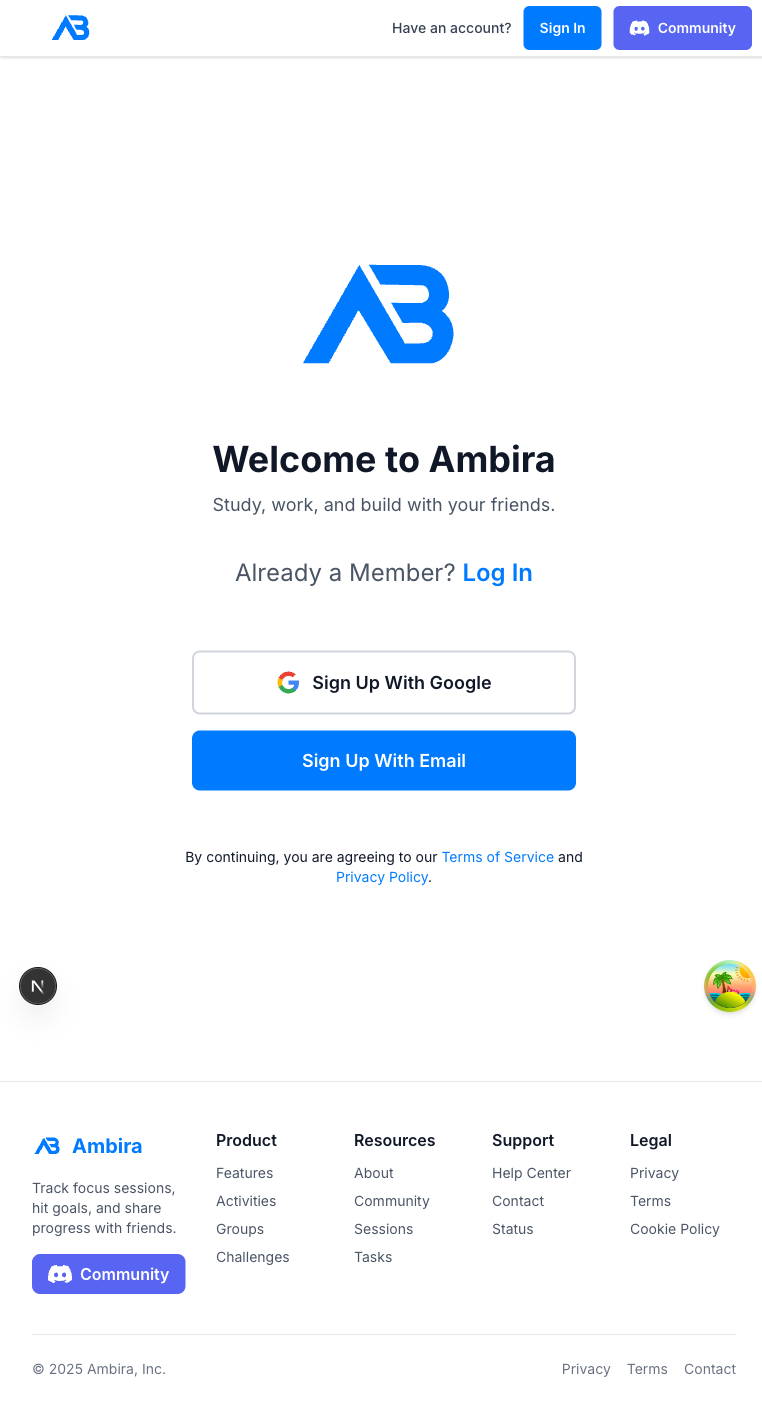 Have an account?
Sign In
Community
AB
Welcome to Ambira
Study, work, and build with your friends.
Already a Member? Log In
Sign Up With Google
Sign Up With Email
By continuing, you are agreeing to our Terms of Service and
Privacy Policy.
N
AB Ambira
Track focus sessions,
hit goals, and share
progress with friends.
Community
Product
Features
Activities
Groups
Challenges
Resources
About
Community
Sessions
Tasks
Support
Help Center
Contact
Status
Legal
Privacy
Terms
Cookie Policy
© 2025 Ambira, Inc.
Privacy Terms Contact